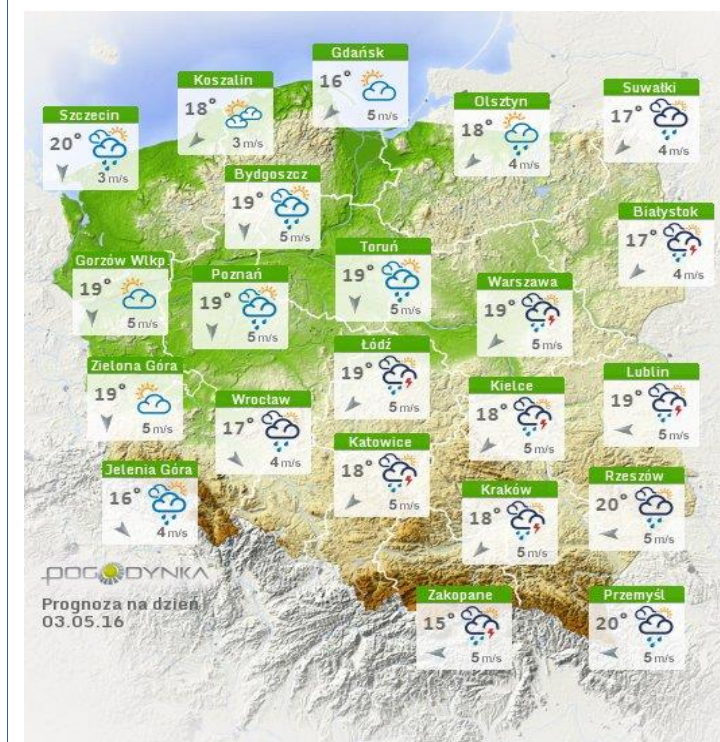 Gdańsk
16°
5 m/s
Koszalin
18°
3 m/s
Suwałki
17°
4 m/s
Olsztyn
18°
4 m/s
Szczecin
20°
3 m/s
Bydgoszcz
19°
5 m/s
Białystok
17°
4 m/s
Toruń
19°
5 m/s
Gorzów Wlkp
19°
5 m/s
Poznań
19°
5 m/s
Warszawa
19°
5 m/s
Łódź
19°
5 m/s
Zielona Góra
19°
5 m/s
Lublin
19°
5 m/s
Kielce
18°
5 m/s
Wrocław
17°
4 m/s
Katowice
18°
5 m/s
Jelenia Góra
16°
4 m/s
Rzeszów
20°
5 m/s
Kraków
18°
5 m/s
POGODYNKA
Prognoza na dzień
03.05.16
Zakopane
15°
5 m/s
Przemyśl
20°
5 m/s